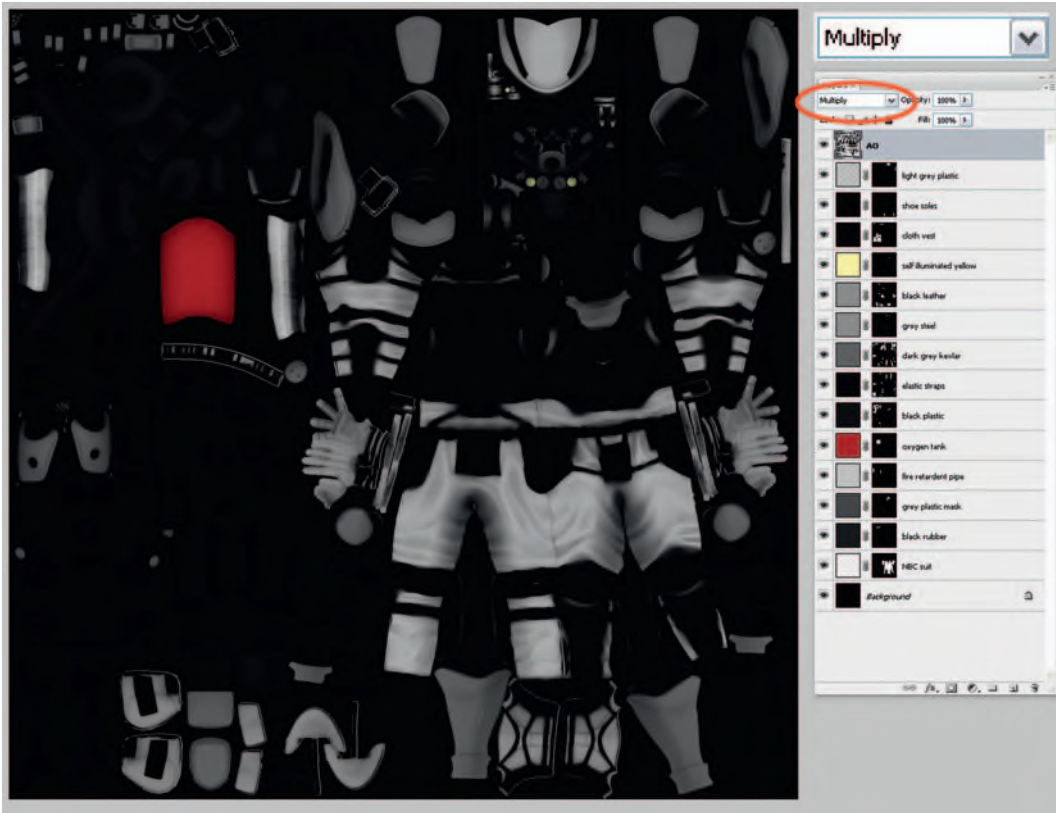 Multiply
Multiply Opacity: 100%
Fill: 100%
AO
light grey plastic
shoe soles
cloth vest
self illuminated yellow
black leather
grey steel
dark grey kevlar
elastic straps
black plastic
oxygen tank
fire retardent pipe
grey plastic mask
black rubber
NBC suit
Background
fx